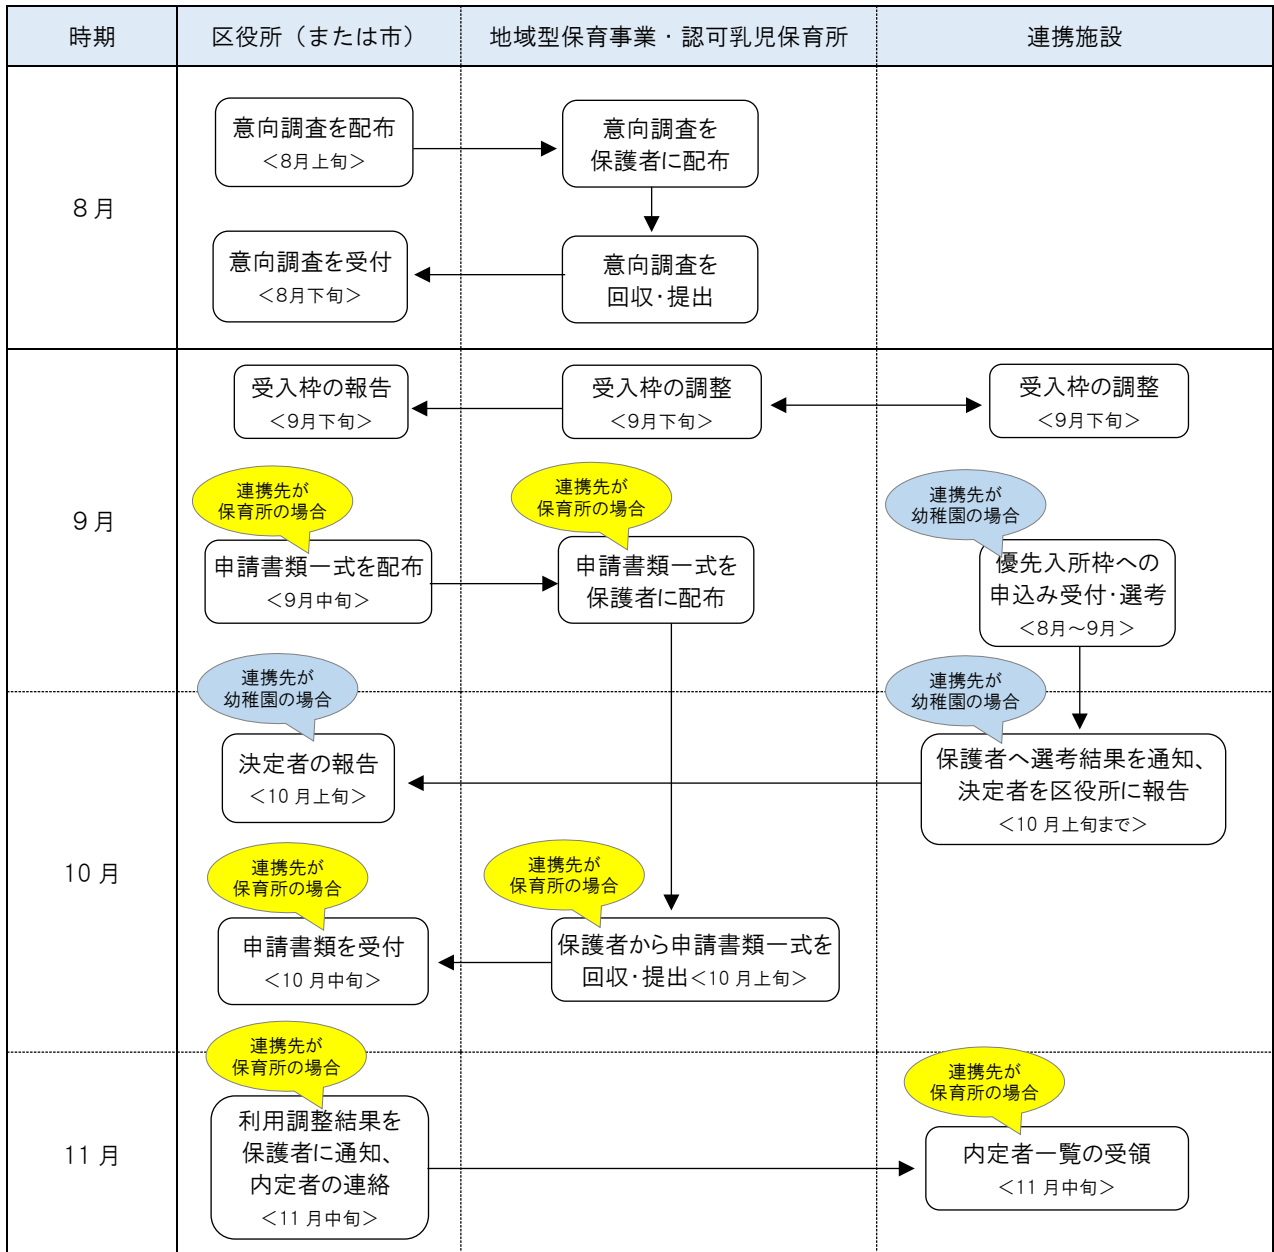 時期
区役所（または市）
地域型保育事業・認可乳児保育所
連携施設
8月
意向調査を配布
＜8月上旬＞
意向調査を
保護者に配布
意向調査を受付
＜8月下旬＞
意向調査を
回収・提出
9月
受入枠の報告
＜9月下旬＞
受入枠の調整
＜9月下旬＞
受入枠の調整
＜9月下旬＞
連携先が
保育所の場合
申請書類一式を配布
＜9月中旬＞
連携先が
保育所の場合
申請書類一式を
保護者に配布
連携先が
幼稚園の場合
優先入所枠への
申込み受付・選考
＜8月～9月＞
10月
連携先が
幼稚園の場合
決定者の報告
＜10月上旬＞
連携先が
幼稚園の場合
保護者へ選考結果を通知、
決定者を区役所に報告
＜10月上旬まで＞
連携先が
保育所の場合
申請書類を受付
＜10月中旬＞
連携先が
保育所の場合
保護者から申請書類一式を
回収・提出＜10月上旬＞
11月
連携先が
保育所の場合
利用調整結果を
保護者に通知、
内定者の連絡
＜11月中旬＞
連携先が
保育所の場合
内定者一覧の受領
＜11月中旬＞